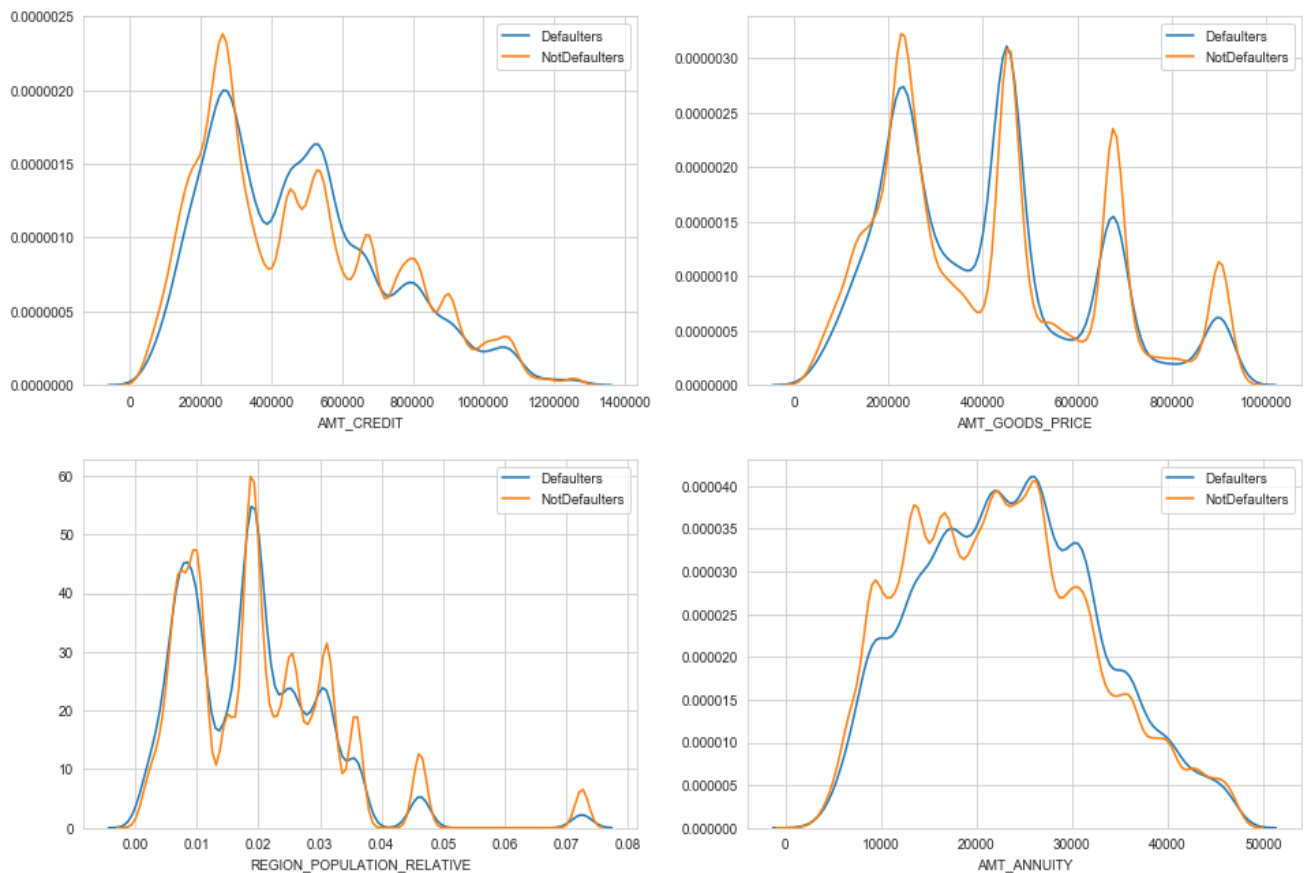 0.0000025
0.0000020
0.0000015
0.0000010
0.0000005
0.0000000
0 200000 400000 600000 800000 1000000 1200000 1400000
AMT_CREDIT
Defaulters
NotDefaulters
0.0000030
0.0000025
0.0000020
0.0000015
0.0000010
0.0000005
0.0000000
0 200000 400000 600000 800000 1000000
AMT_GOODS_PRICE
Defaulters
NotDefaulters
60
50
40
30
20
10
0
0.00 0.01 0.02 0.03 0.04 0.05 0.06 0.07 0.08
REGION_POPULATION_RELATIVE
Defaulters
NotDefaulters
0.000040
0.000035
0.000030
0.000025
0.000020
0.000015
0.000010
0.000005
0.000000
0 10000 20000 30000 40000 50000
AMT_ANNUITY
Defaulters
NotDefaulters